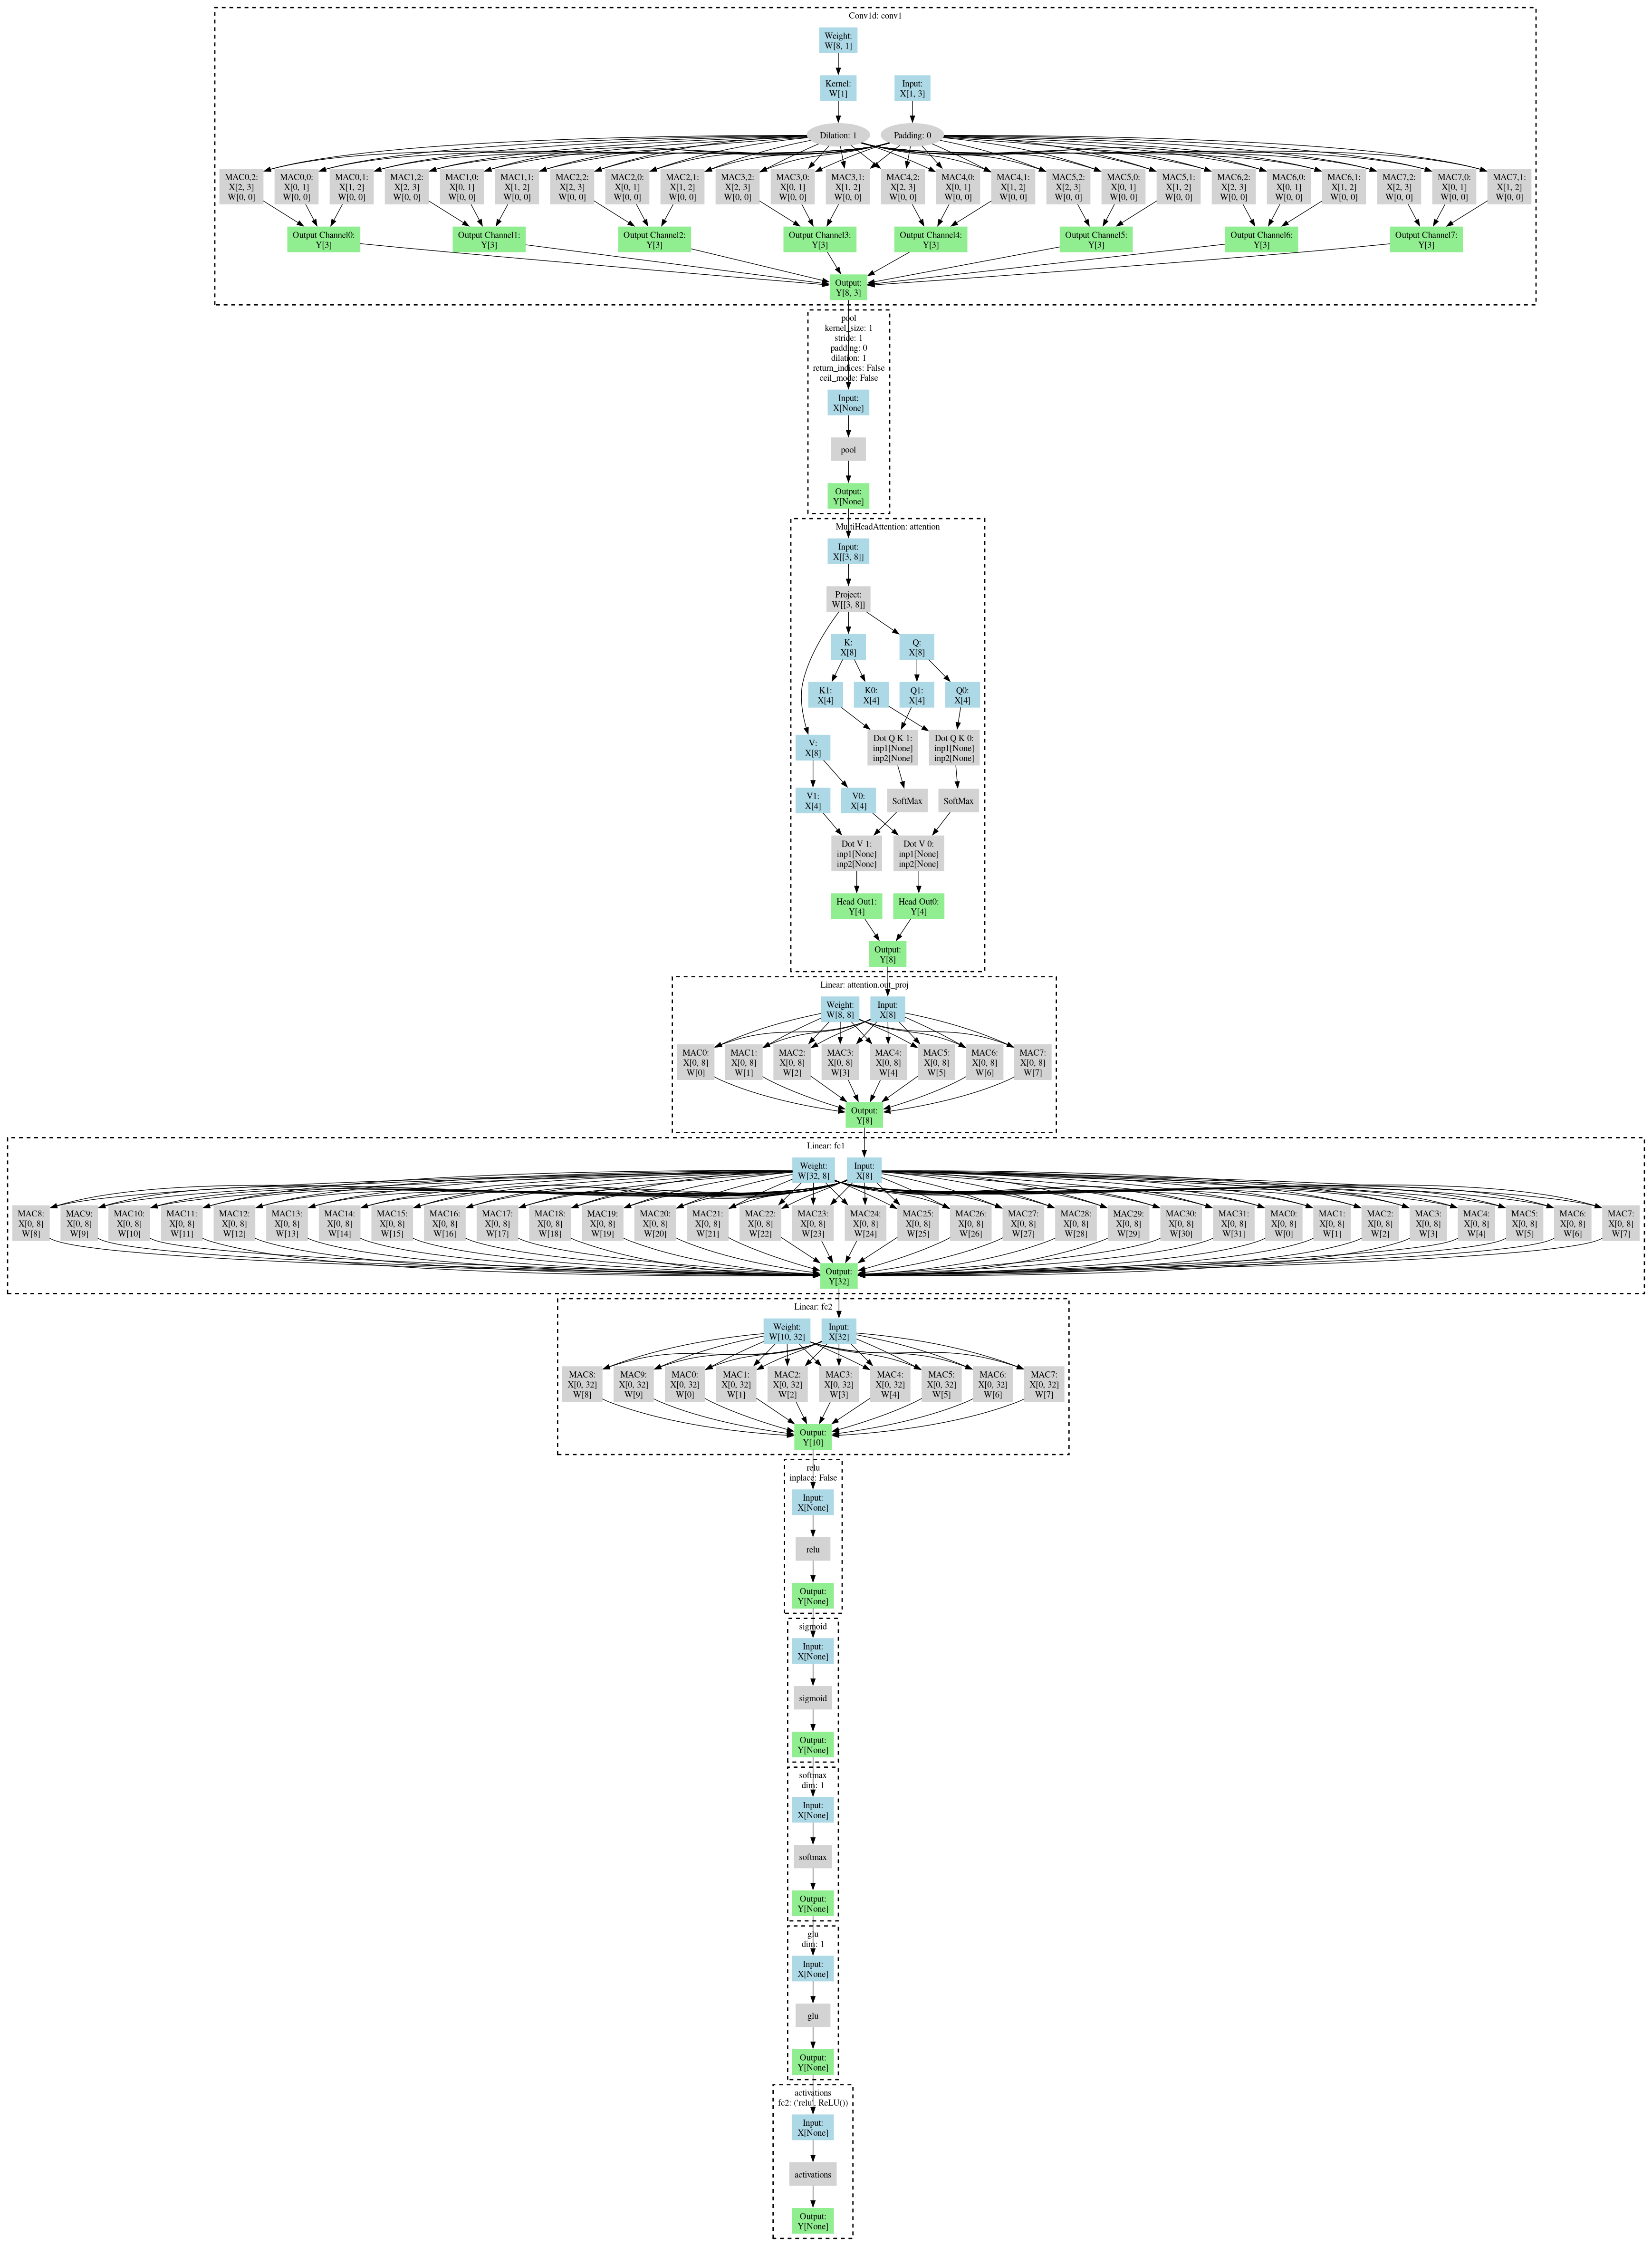 Conv1d: conv1
Weight:
W[8, 1]
Kernel:
W[1]
Input:
X[1, 3]
Dilation: 1
Padding: 0
MAC0,2:
X[2, 3]
W[0, 0]
MAC0,0:
X[0, 1]
W[0, 0]
MAC0,1:
X[1, 2]
W[0, 0]
MAC1,2:
X[2, 3]
W[0, 0]
MAC1,0:
X[0, 1]
W[0, 0]
MAC1,1:
X[1, 2]
W[0, 0]
MAC2,2:
X[2, 3]
W[0, 0]
MAC2,0:
X[0, 1]
W[0, 0]
MAC2,1:
X[1, 2]
W[0, 0]
MAC3,2:
X[2, 3]
W[0, 0]
MAC3,0:
X[0, 1]
W[0, 0]
MAC3,1:
X[1, 2]
W[0, 0]
MAC4,2:
X[2, 3]
W[0, 0]
MAC4,0:
X[0, 1]
W[0, 0]
MAC4,1:
X[1, 2]
W[0, 0]
MAC5,2:
X[2, 3]
W[0, 0]
MAC5,0:
X[0, 1]
W[0, 0]
MAC5,1:
X[1, 2]
W[0, 0]
MAC6,2:
X[2, 3]
W[0, 0]
MAC6,0:
X[0, 1]
W[0, 0]
MAC6,1:
X[1, 2]
W[0, 0]
MAC7,2:
X[2, 3]
W[0, 0]
MAC7,0:
X[0, 1]
W[0, 0]
MAC7,1:
X[1, 2]
W[0, 0]
Output Channel0:
Y[3]
Output Channel1:
Y[3]
Output Channel2:
Y[3]
Output Channel3:
Y[3]
Output Channel4:
Y[3]
Output Channel5:
Y[3]
Output Channel6:
Y[3]
Output Channel7:
Y[3]
Output:
Y[8, 3]
pool
kernel_size: 1
stride: 1
padding: 0
dilation: 1
return_indices: False
ceil_mode: False
Input:
X[None]
pool
Output:
Y[None]
MultiHeadAttention: attention
Input:
X[[3, 8]]
Project:
W[[3, 8]]
K:
X[8]
Q:
X[8]
K1:
X[4]
K0:
X[4]
Q1:
X[4]
Q0:
X[4]
V:
X[8]
Dot Q K 1:
inp1[None]
inp2[None]
Dot Q K 0:
inp1[None]
inp2[None]
V1:
X[4]
V0:
X[4]
SoftMax
SoftMax
Dot V 1:
inp1[None]
inp2[None]
Dot V 0:
inp1[None]
inp2[None]
Head Out1:
Y[4]
Head Out0:
Y[4]
Output:
Y[8]
Linear: attention.out_proj
Weight:
W[8, 8]
Input:
X[8]
MAC0:
X[0, 8]
W[0]
MAC1:
X[0, 8]
W[1]
MAC2:
X[0, 8]
W[2]
MAC3:
X[0, 8]
W[3]
MAC4:
X[0, 8]
W[4]
MAC5:
X[0, 8]
W[5]
MAC6:
X[0, 8]
W[6]
MAC7:
X[0, 8]
W[7]
Output:
Y[8]
Linear: fc1
Weight:
W[32, 8]
Input:
X[8]
MAC8:
X[0, 8]
W[8]
MAC9:
X[0, 8]
W[9]
MAC10:
X[0, 8]
W[10]
MAC11:
X[0, 8]
W[11]
MAC12:
X[0, 8]
W[12]
MAC13:
X[0, 8]
W[13]
MAC14:
X[0, 8]
W[14]
MAC15:
X[0, 8]
W[15]
MAC16:
X[0, 8]
W[16]
MAC17:
X[0, 8]
W[17]
MAC18:
X[0, 8]
W[18]
MAC19:
X[0, 8]
W[19]
MAC20:
X[0, 8]
W[20]
MAC21:
X[0, 8]
W[21]
MAC22:
X[0, 8]
W[22]
MAC23:
X[0, 8]
W[23]
MAC24:
X[0, 8]
W[24]
MAC25:
X[0, 8]
W[25]
MAC26:
X[0, 8]
W[26]
MAC27:
X[0, 8]
W[27]
MAC28:
X[0, 8]
W[28]
MAC29:
X[0, 8]
W[29]
MAC30:
X[0, 8]
W[30]
MAC31:
X[0, 8]
W[31]
MAC0:
X[0, 8]
W[0]
MAC1:
X[0, 8]
W[1]
MAC2:
X[0, 8]
W[2]
MAC3:
X[0, 8]
W[3]
MAC4:
X[0, 8]
W[4]
MAC5:
X[0, 8]
W[5]
MAC6:
X[0, 8]
W[6]
MAC7:
X[0, 8]
W[7]
Output:
Y[32]
Linear: fc2
Weight:
W[10, 32]
Input:
X[32]
MAC8:
X[0, 32]
W[8]
MAC9:
X[0, 32]
W[9]
MAC0:
X[0, 32]
W[0]
MAC1:
X[0, 32]
W[1]
MAC2:
X[0, 32]
W[2]
MAC3:
X[0, 32]
W[3]
MAC4:
X[0, 32]
W[4]
MAC5:
X[0, 32]
W[5]
MAC6:
X[0, 32]
W[6]
MAC7:
X[0, 32]
W[7]
Output:
Y[10]
relu
inplace: False
Input:
X[None]
relu
Output:
Y[None]
sigmoid
Input:
X[None]
sigmoid
Output:
Y[None]
softmax
dim: 1
Input:
X[None]
softmax
Output:
Y[None]
glu
dim: 1
Input:
X[None]
glu
Output:
Y[None]
activations
fc2: ('relu', ReLU())
Input:
X[None]
activations
Output:
Y[None]